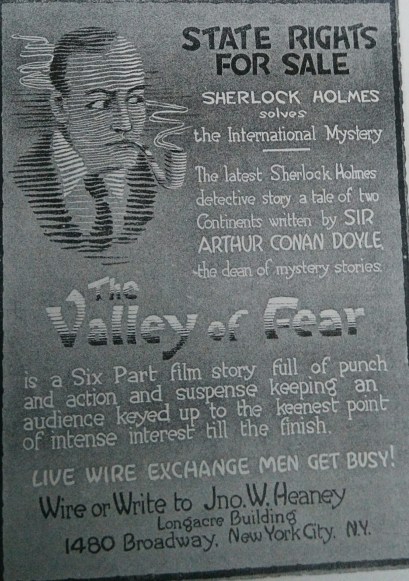 STATE RIGHTS
FOR SALE
SHERLOCK HOLMES
solves
the International Mystery
The latest Sherlock Holmes
detective story a tale of two
Continents written by SIR
ARTHUR CONAN DOYLE,
the dean of mystery stories.
The
Valley of Fear
is a Six Part film story full of punch
and action and suspense keeping an
audience keyed up to the keenest point
of intense interest till the finish.
LIVE WIRE EXCHANGE MEN GET BUSY!
Wire or Write to Jno. W. Heaney
Longacre Building
1480 Broadway, New York City, N.Y.